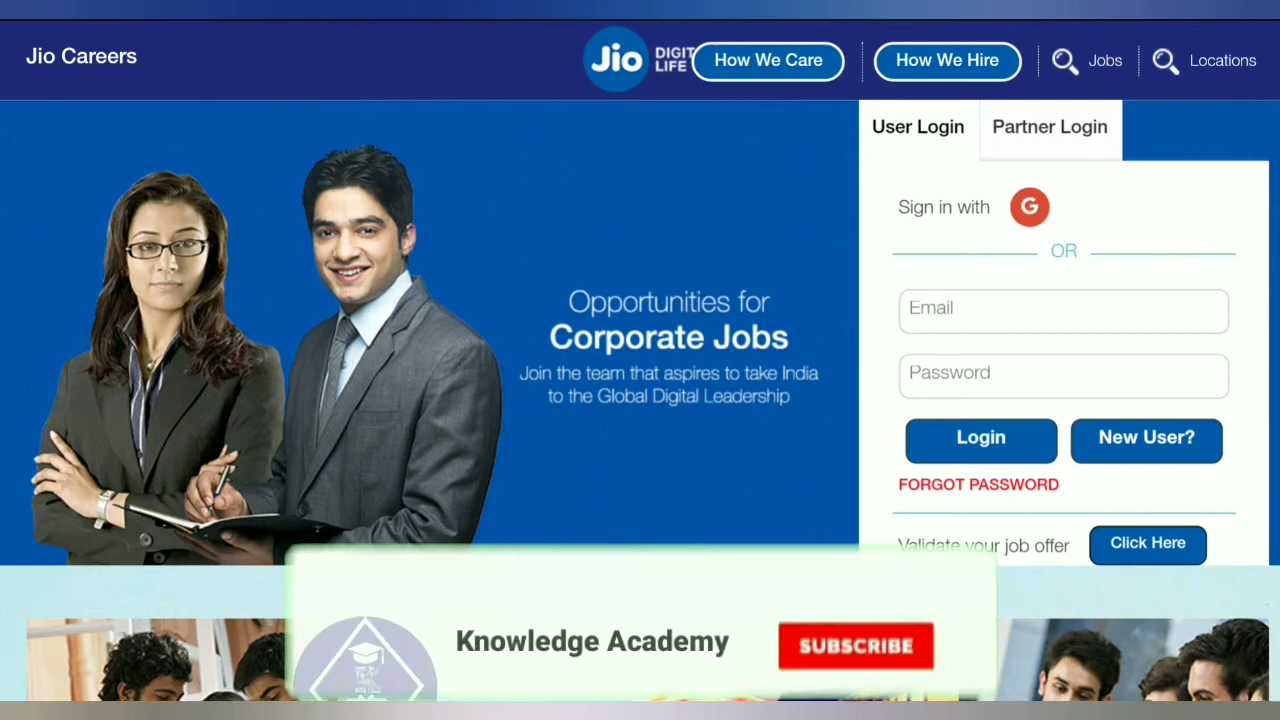 Jio Careers
Jio
DIGIT
LIFE
How We Care
How We Hire
Jobs
Locations
User Login
Partner Login
Sign in with
G
OR
Email
Password
Login
New User?
FORGOT PASSWORD
Validate your job offer
Click Here
Opportunities for
Corporate Jobs
Join the team that aspires to take India
to the Global Digital Leadership
Knowledge Academy
SUBSCRIBE